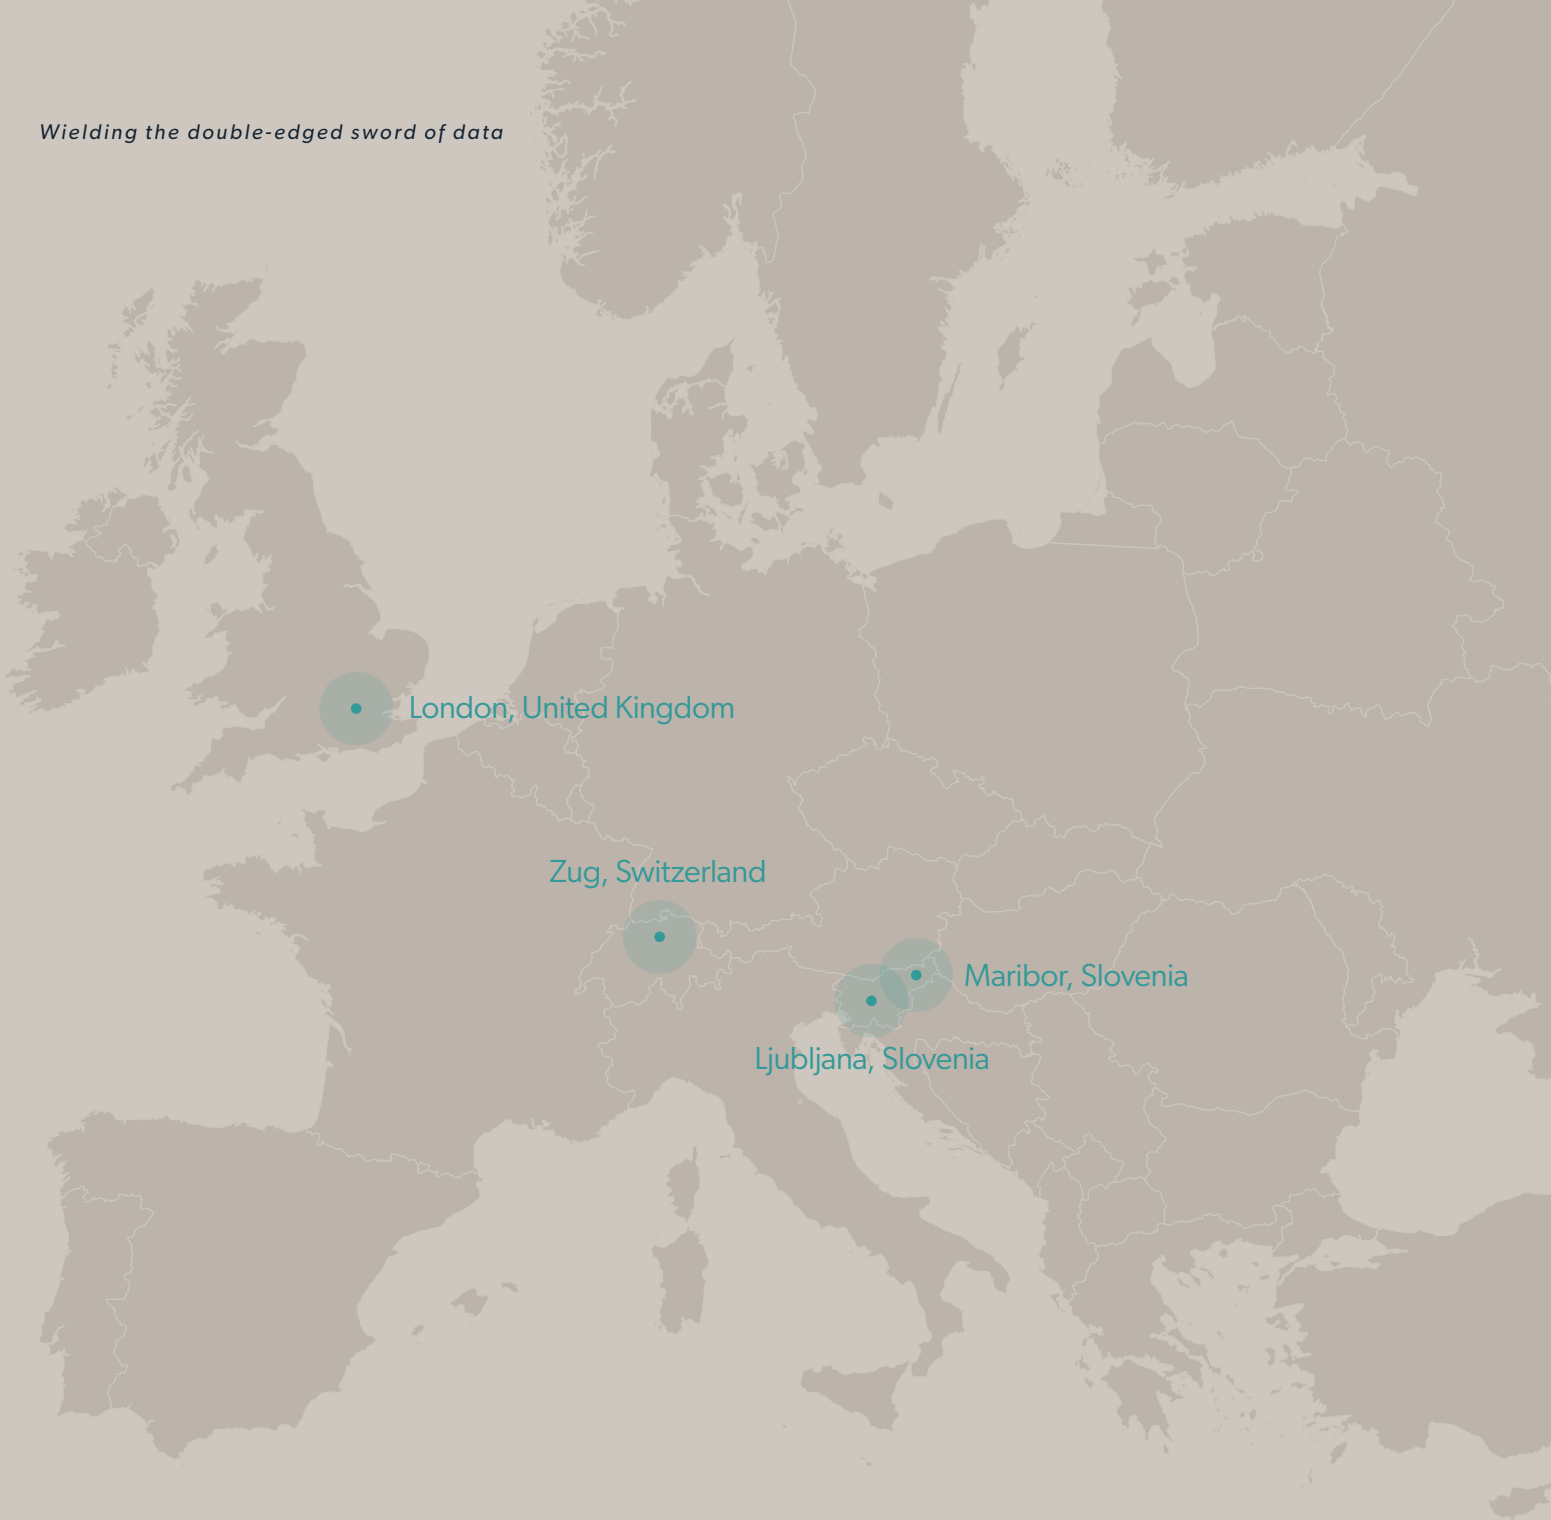 Wielding the double-edged sword of data
London, United Kingdom
Zug, Switzerland
Maribor, Slovenia
Ljubljana, Slovenia